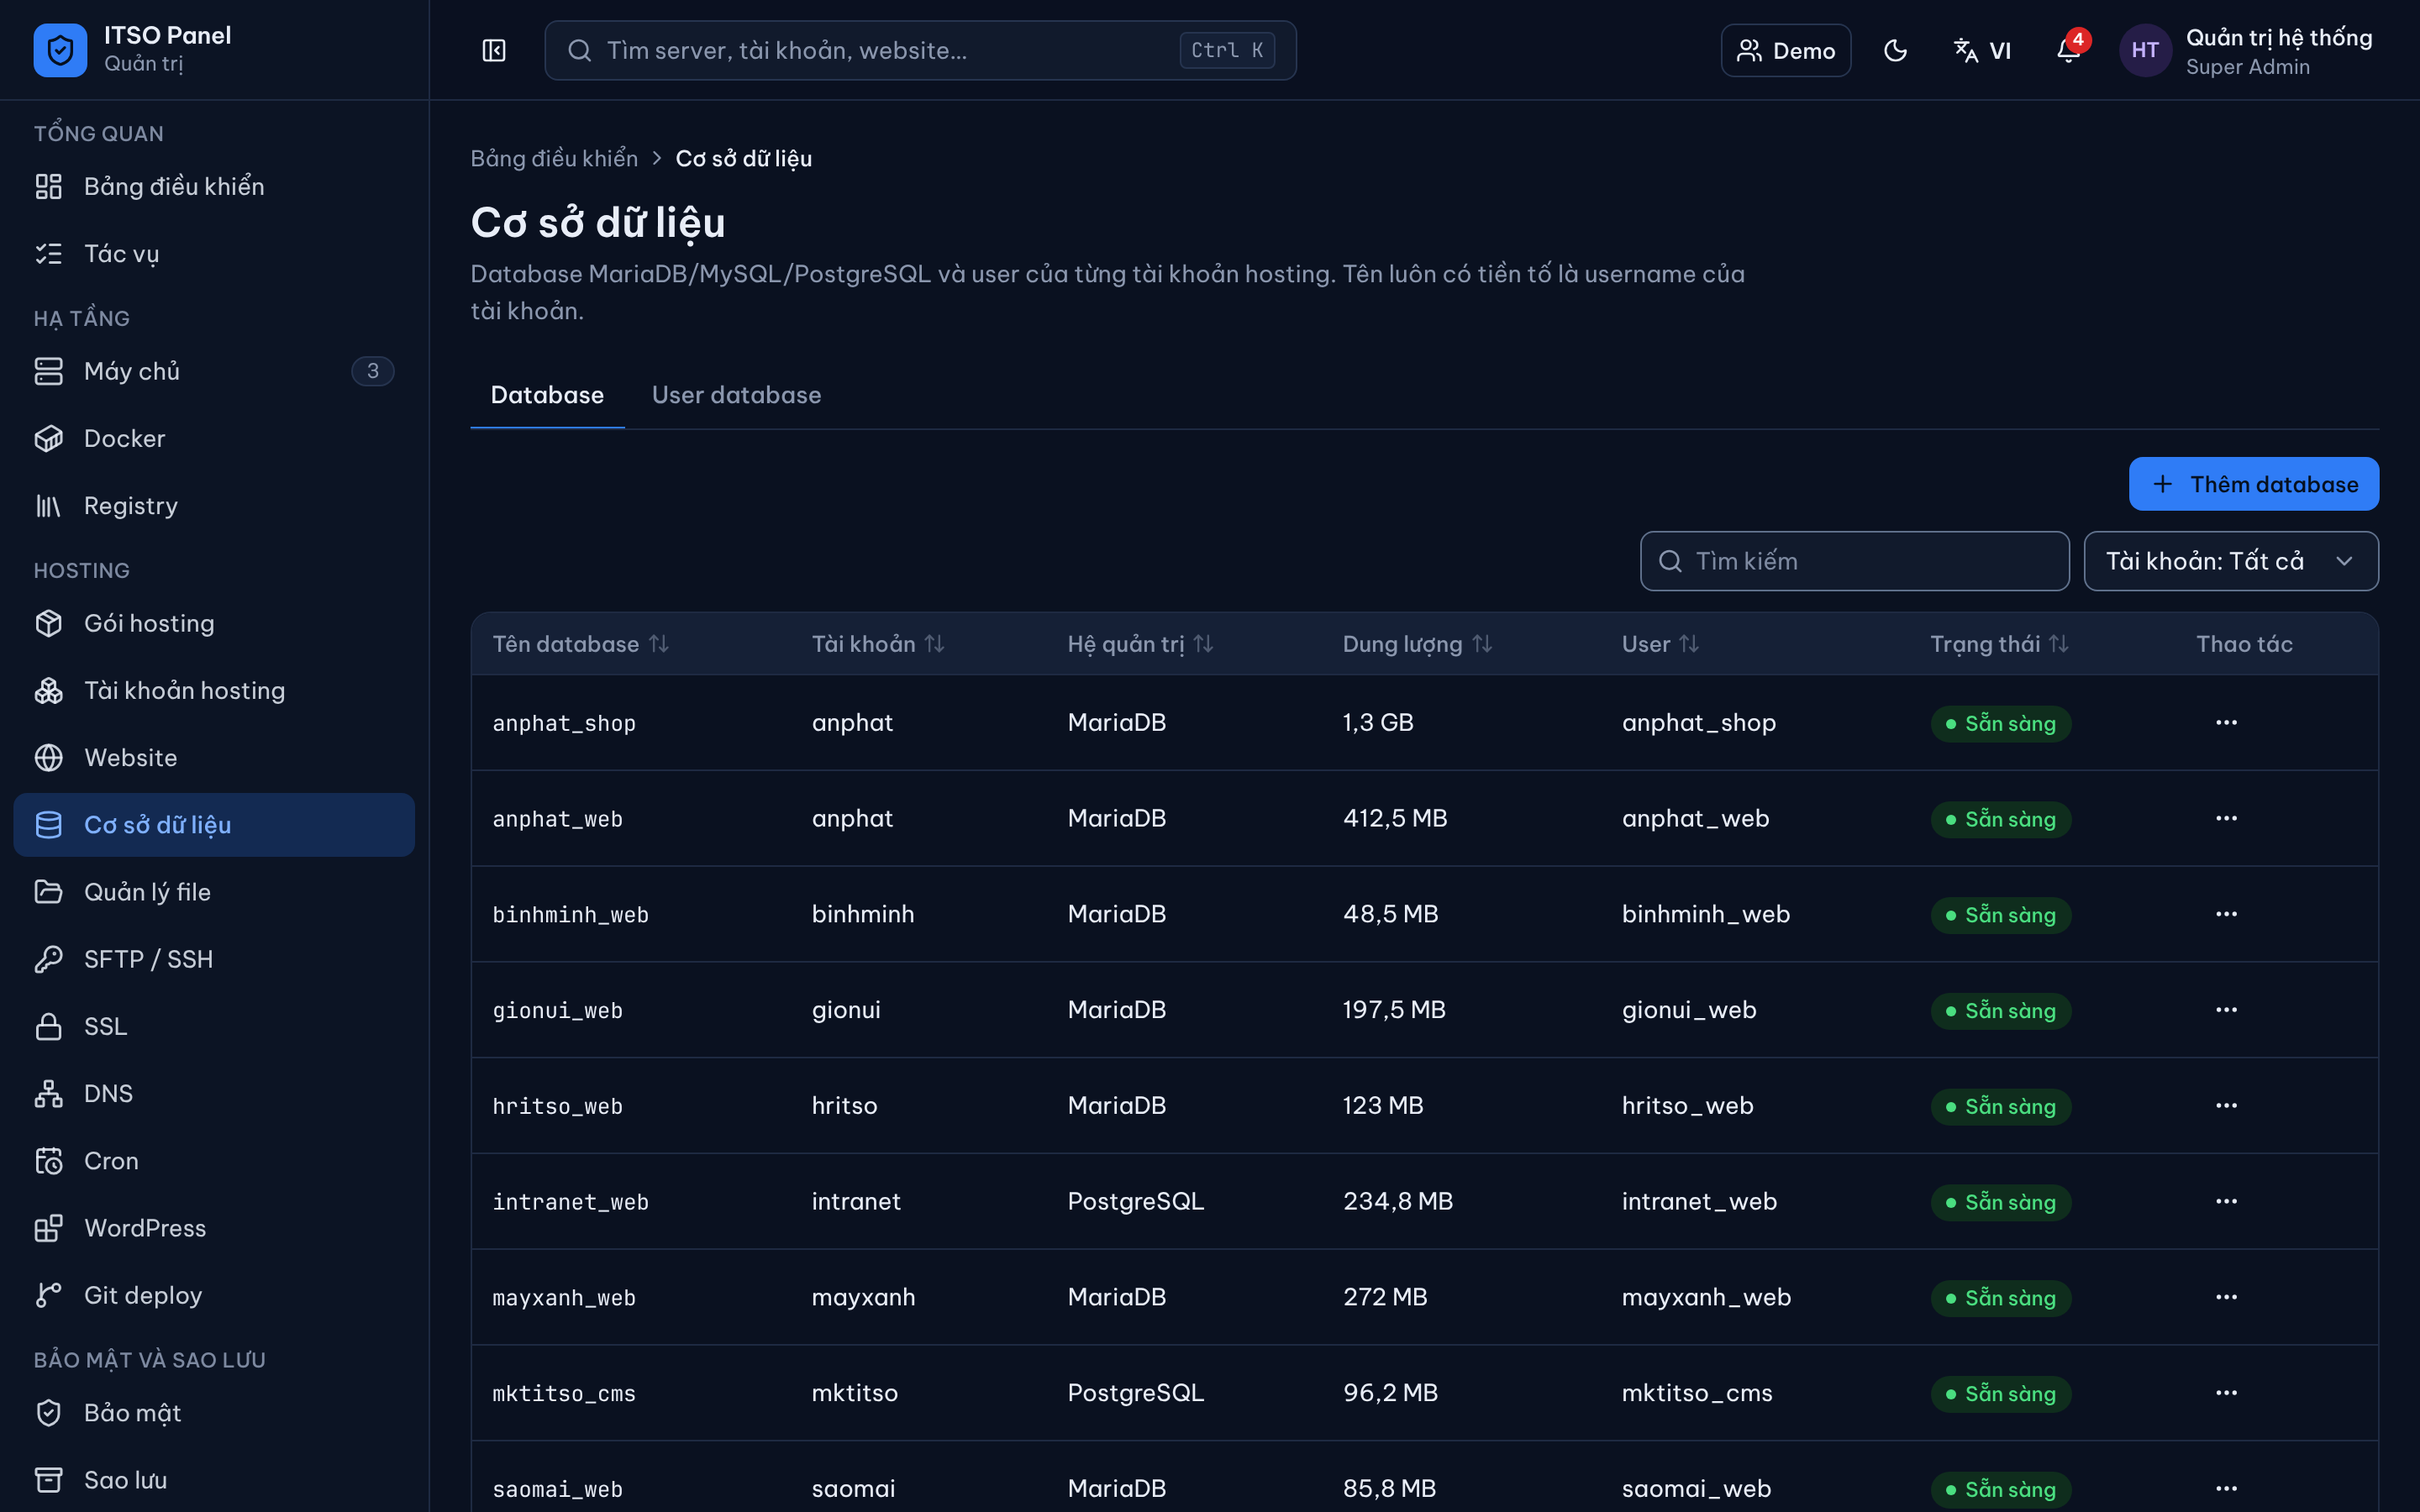 ITSO Panel
Quản trị
Tìm server, tài khoản, website...
Ctrl K
Demo
VI
4
HT
Quản trị hệ thống
Super Admin
TỔNG QUAN
Bảng điều khiển
Tác vụ
HẠ TẦNG
Máy chủ
3
Docker
Registry
HOSTING
Gói hosting
Tài khoản hosting
Website
Cơ sở dữ liệu
Quản lý file
SFTP / SSH
SSL
DNS
Cron
WordPress
Git deploy
BẢO MẬT VÀ SAO LƯU
Bảo mật
Sao lưu
Bảng điều khiển > Cơ sở dữ liệu
Cơ sở dữ liệu
Database MariaDB/MySQL/PostgreSQL và user của từng tài khoản hosting. Tên luôn có tiền tố là username của
tài khoản.
Database User database
+ Thêm database
Tìm kiếm
Tài khoản: Tất cả
Tên database Tài khoản Hệ quản trị Dung lượng User Trạng thái Thao tác
anphat_shop anphat MariaDB 1,3 GB anphat_shop Sẵn sàng
anphat_web anphat MariaDB 412,5 MB anphat_web Sẵn sàng
binhminh_web binhminh MariaDB 48,5 MB binhminh_web Sẵn sàng
gionui_web gionui MariaDB 197,5 MB gionui_web Sẵn sàng
hritso_web hritso MariaDB 123 MB hritso_web Sẵn sàng
intranet_web intranet PostgreSQL 234,8 MB intranet_web Sẵn sàng
mayxanh_web mayxanh MariaDB 272 MB mayxanh_web Sẵn sàng
mktitso_cms mktitso PostgreSQL 96,2 MB mktitso_cms Sẵn sàng
saomai_web saomai MariaDB 85,8 MB saomai_web Sẵn sàng